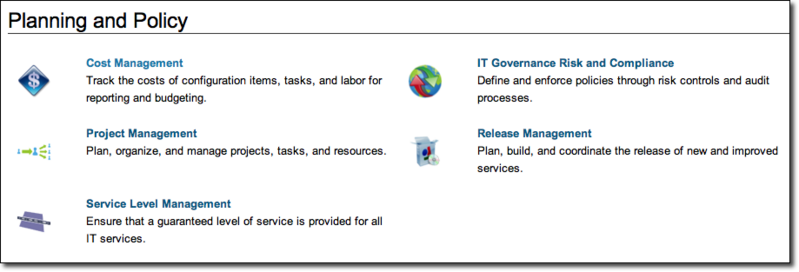 Planning and Policy
Cost Management
Track the costs of configuration items, tasks, and labor for
reporting and budgeting.
IT Governance Risk and Compliance
Define and enforce policies through risk controls and audit
processes.
Project Management
Plan, organize, and manage projects, tasks, and resources.
Release Management
Plan, build, and coordinate the release of new and improved
services.
Service Level Management
Ensure that a guaranteed level of service is provided for all
IT services.